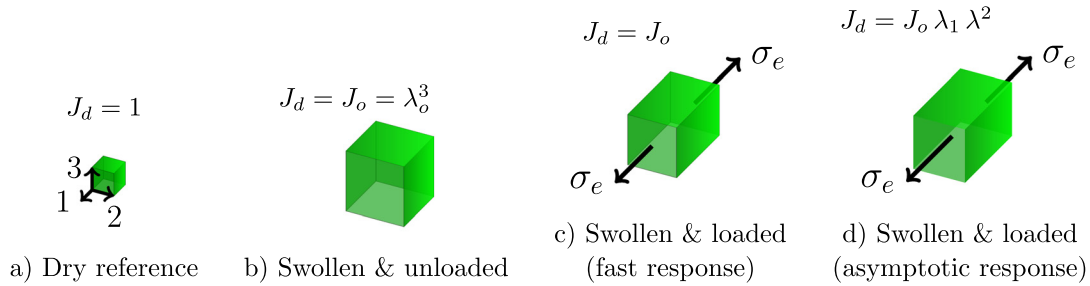 J_d = 1
3
1
2
a) Dry reference
J_d = J_o = λ_o^3
b) Swollen & unloaded
J_d = J_o
σ_e
σ_e
c) Swollen & loaded
(fast response)
J_d = J_o λ_1 λ^2
σ_e
σ_e
d) Swollen & loaded
(asymptotic response)